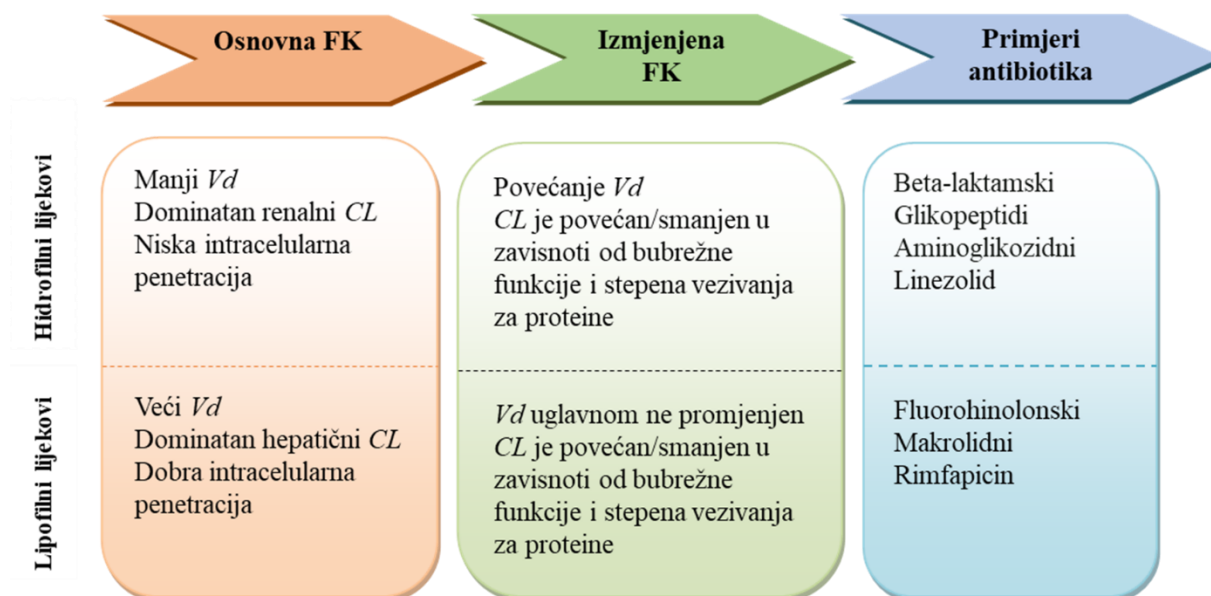 Osnovna FK
Izmjenjena
FK
Primjeri
antibiotika
Hidrofilni lijekovi
Manji Vd
Dominatan renalni CL
Niska intracelularna
penetracija
Povećanje Vd
CL je povećan/smanjen u
zavisnoti od bubrežne
funkcije i stepena vezivanja
za proteine
Beta-laktamski
Glikopeptidi
Aminoglikozidni
Linezolid
Lipofilni lijekovi
Veći Vd
Dominatan hepatični CL
Dobra intracelularna
penetracija
Vd uglavnom ne promjenjen
CL je povećan/smanjen u
zavisnoti od bubrežne
funkcije i stepena vezivanja
za proteine
Fluorohinolonski
Makrolidni
Rimfapicin